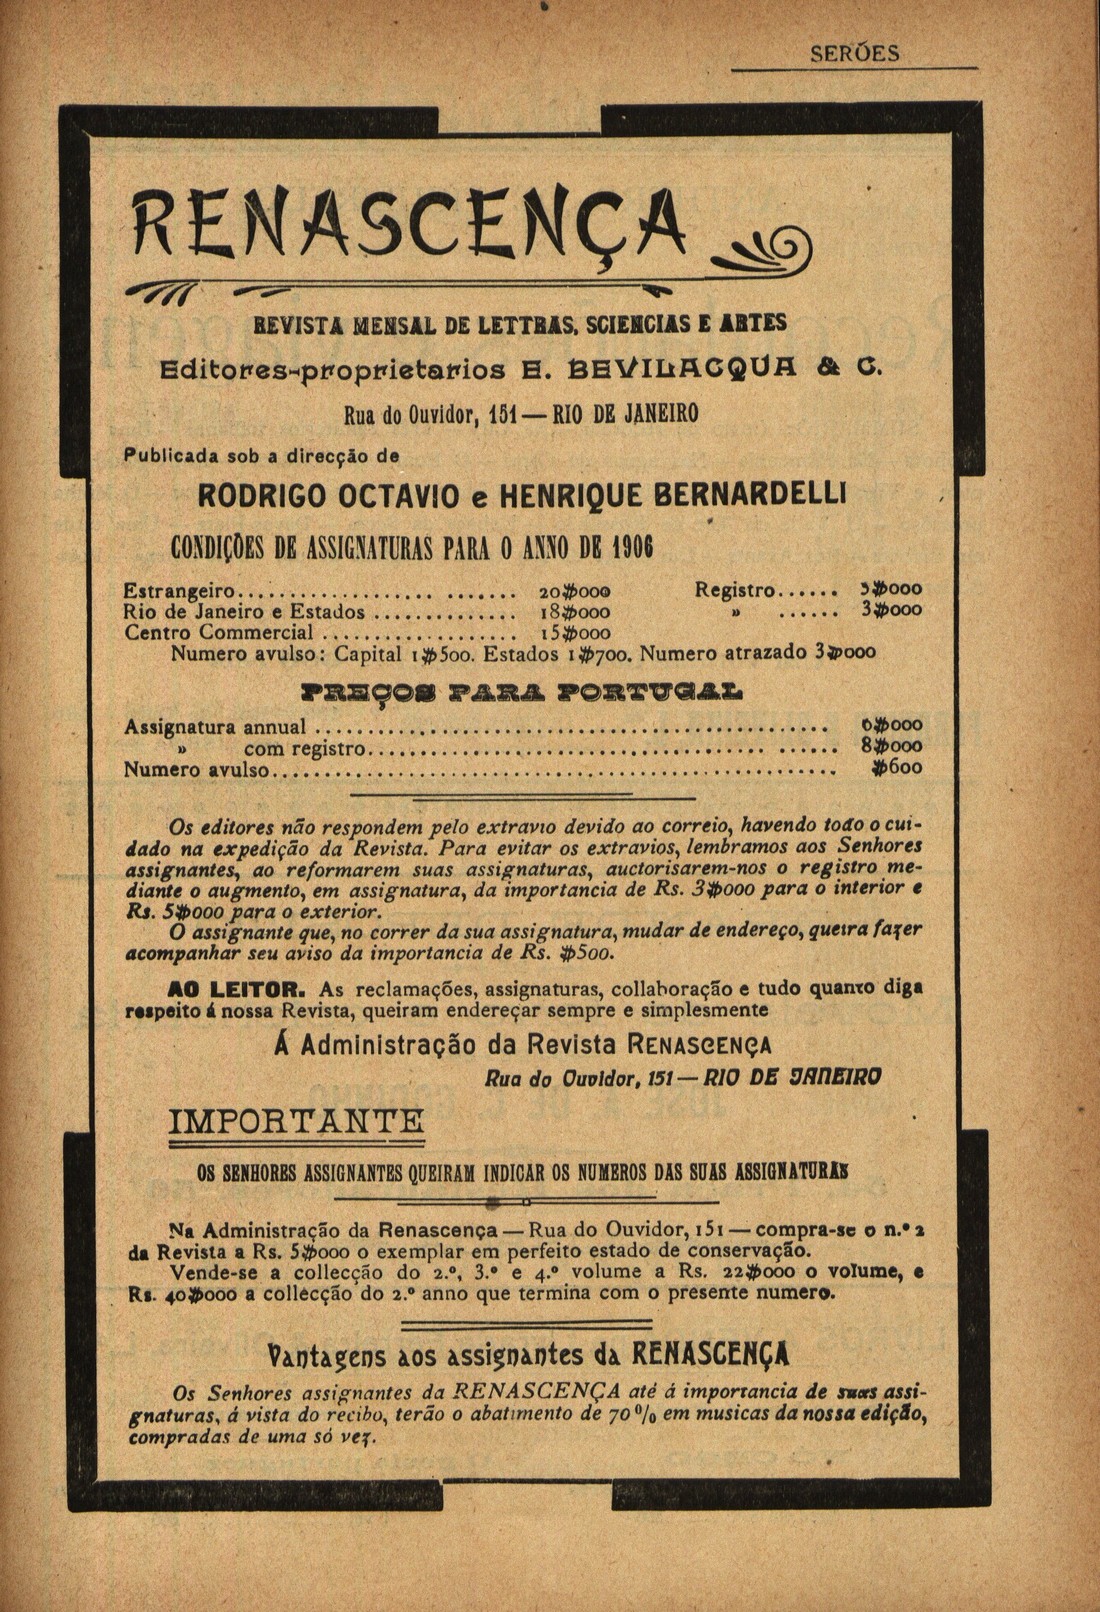 SERÕES
RENASCENÇA
REVISTA MENSAL DE LETTRAS, SCIENCIAS E ARTES
Editores-proprietarios E. BEVILACQUA & C.
Rua do Ouvidor, 151 — RIO DE JANEIRO
Publicada sob a direcção de
RODRIGO OCTAVIO e HENRIQUE BERNARDELLI
CONDIÇÕES DE ASSIGNATURAS PARA O ANNO DE 1906
Estrangeiro.................. ....... 20$000 Registro...... 5$000
Rio de Janeiro e Estados .............. 18$000 » ...... 3$000
Centro Commercial ................... 15$000
Numero avulso: Capital 1$500. Estados 1$700. Numero atrazado 3$000
PREÇOS PARA PORTUGAL
Assignatura annual ................................................. 6$000
» com registro....................................... ...... 8$000
Numero avulso..................................................... $600
Os editores não respondem pelo extravio devido ao correio, havendo todo o cui-
dado na expedição da Revista. Para evitar os extravios, lembramos aos Senhores
assignantes, ao reformarem suas assignaturas, auctorisarem-nos o registro me-
diante o augmento, em assignatura, da importancia de Rs. 3$000 para o interior e
Rs. 5$000 para o exterior.
O assignante que, no correr da sua assignatura, mudar de endereço, queira fazer
acompanhar seu aviso da importancia de Rs. $500.
AO LEITOR. As reclamações, assignaturas, collaboração e tudo quanto diga
respeito á nossa Revista, queiram endereçar sempre e simplesmente
Á Administração da Revista RENASCENÇA
Rua do Ouvidor, 151 — RIO DE JANEIRO
IMPORTANTE
OS SENHORES ASSIGNANTES QUEIRAM INDICAR OS NUMEROS DAS SUAS ASSIGNATURAS
Na Administração da Renascença — Rua do Ouvidor, 151 — compra-se o n.º 2
da Revista a Rs. 5$000 o exemplar em perfeito estado de conservação.
Vende-se a collecção do 2.º, 3.º e 4.º volume a Rs. 22$000 o volume, e
Rs. 40$000 a collecção do 2.º anno que termina com o presente numero.
Vantagens aos assignantes da RENASCENÇA
Os Senhores assignantes da RENASCENÇA até á importancia de suas assi-
gnaturas, á vista do recibo, terão o abatimento de 70% em musicas da nossa edição,
compradas de uma só vez.